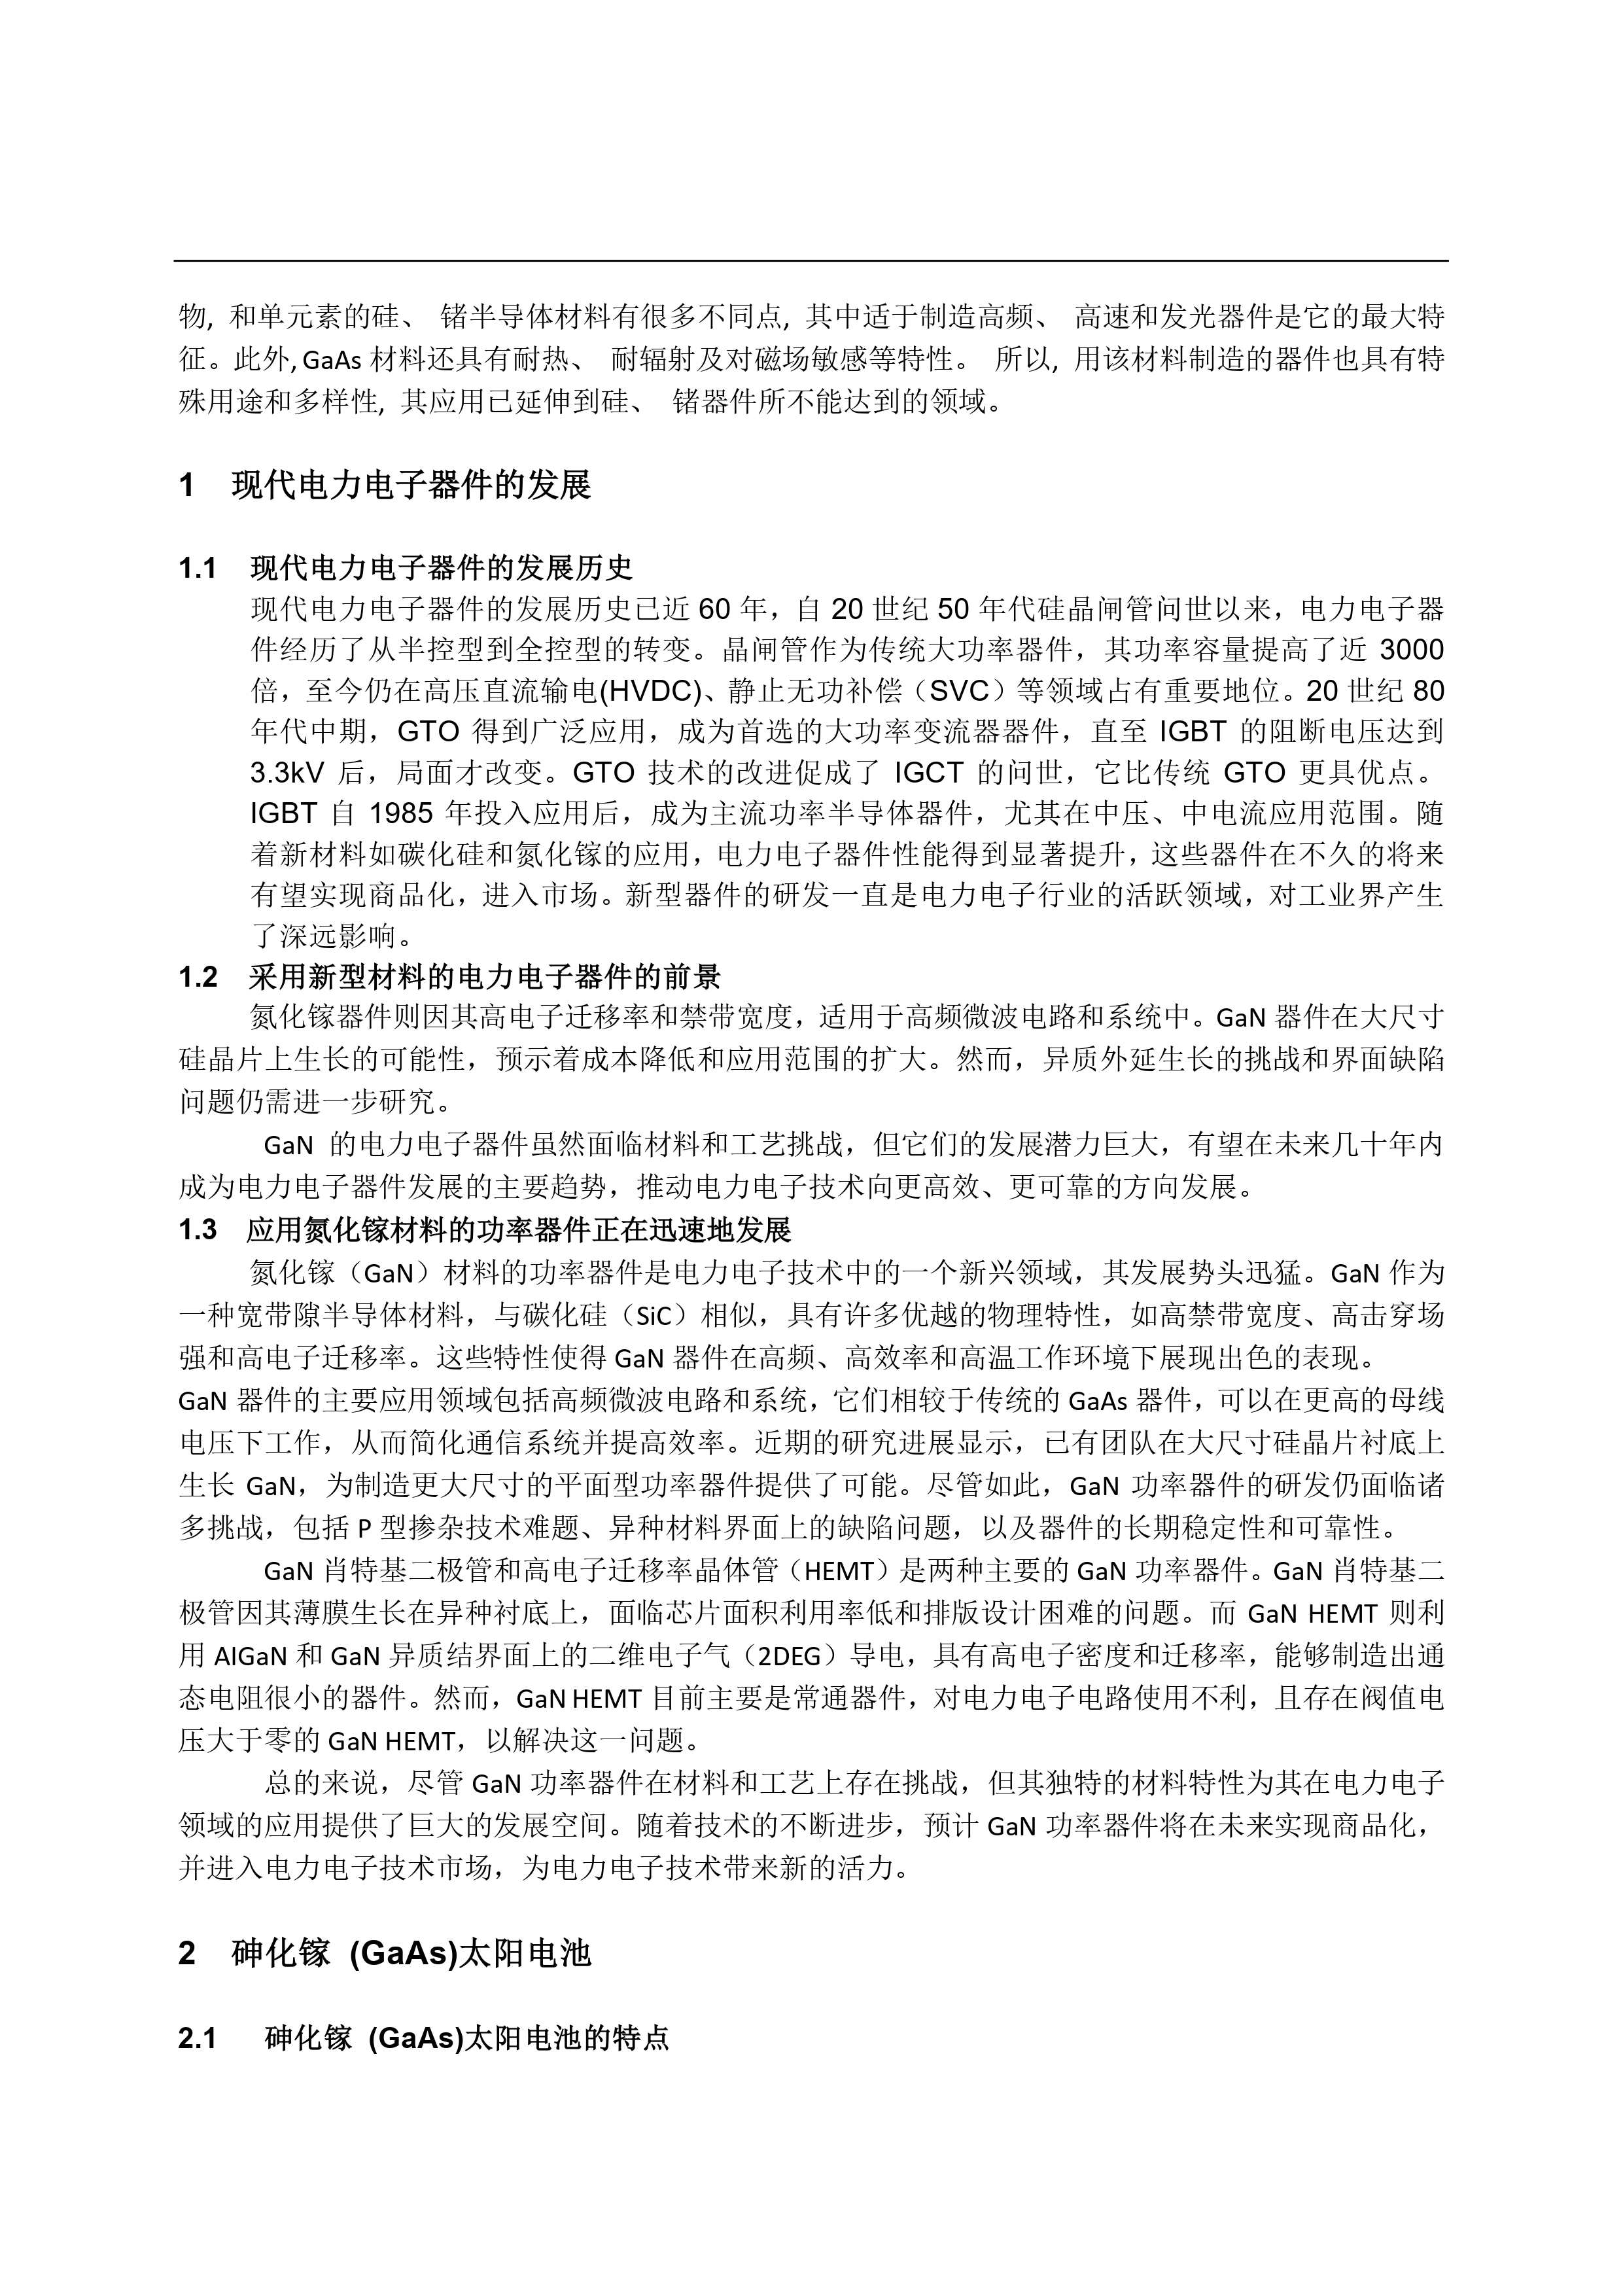 物, 和单元素的硅、 锗半导体材料有很多不同点, 其中适于制造高频、 高速和发光器件是它的最大特
征。此外, GaAs 材料还具有耐热、 耐辐射及对磁场敏感等特性。 所以, 用该材料制造的器件也具有特
殊用途和多样性, 其应用已延伸到硅、 锗器件所不能达到的领域。
1 现代电力电子器件的发展
1.1 现代电力电子器件的发展历史
现代电力电子器件的发展历史已近 60 年，自 20 世纪 50 年代硅晶闸管问世以来，电力电子器
件经历了从半控型到全控型的转变。晶闸管作为传统大功率器件，其功率容量提高了近 3000
倍，至今仍在高压直流输电(HVDC)、静止无功补偿（SVC）等领域占有重要地位。20 世纪 80
年代中期，GTO 得到广泛应用，成为首选的大功率变流器器件，直至 IGBT 的阻断电压达到
3.3kV 后，局面才改变。GTO 技术的改进促成了 IGCT 的问世，它比传统 GTO 更具优点。
IGBT 自 1985 年投入应用后，成为主流功率半导体器件，尤其在中压、中电流应用范围。随
着新材料如碳化硅和氮化镓的应用，电力电子器件性能得到显著提升，这些器件在不久的将来
有望实现商品化，进入市场。新型器件的研发一直是电力电子行业的活跃领域，对工业界产生
了深远影响。
1.2 采用新型材料的电力电子器件的前景
氮化镓器件则因其高电子迁移率和禁带宽度，适用于高频微波电路和系统中。GaN 器件在大尺寸
硅晶片上生长的可能性，预示着成本降低和应用范围的扩大。然而，异质外延生长的挑战和界面缺陷
问题仍需进一步研究。
GaN 的电力电子器件虽然面临材料和工艺挑战，但它们的发展潜力巨大，有望在未来几十年内
成为电力电子器件发展的主要趋势，推动电力电子技术向更高效、更可靠的方向发展。
1.3 应用氮化镓材料的功率器件正在迅速地发展
氮化镓（GaN）材料的功率器件是电力电子技术中的一个新兴领域，其发展势头迅猛。GaN 作为
一种宽带隙半导体材料，与碳化硅（SiC）相似，具有许多优越的物理特性，如高禁带宽度、高击穿场
强和高电子迁移率。这些特性使得 GaN 器件在高频、高效率和高温工作环境下展现出色的表现。
GaN 器件的主要应用领域包括高频微波电路和系统，它们相较于传统的 GaAs 器件，可以在更高的母线
电压下工作，从而简化通信系统并提高效率。近期的研究进展显示，已有团队在大尺寸硅晶片衬底上
生长 GaN，为制造更大尺寸的平面型功率器件提供了可能。尽管如此，GaN 功率器件的研发仍面临诸
多挑战，包括 P 型掺杂技术难题、异种材料界面上的缺陷问题，以及器件的长期稳定性和可靠性。
GaN 肖特基二极管和高电子迁移率晶体管（HEMT）是两种主要的 GaN 功率器件。GaN 肖特基二
极管因其薄膜生长在异种衬底上，面临芯片面积利用率低和排版设计困难的问题。而 GaN HEMT 则利
用 AlGaN 和 GaN 异质结界面上的二维电子气（2DEG）导电，具有高电子密度和迁移率，能够制造出通
态电阻很小的器件。然而，GaN HEMT 目前主要是常通器件，对电力电子电路使用不利，且存在阀值电
压大于零的 GaN HEMT，以解决这一问题。
总的来说，尽管 GaN 功率器件在材料和工艺上存在挑战，但其独特的材料特性为其在电力电子
领域的应用提供了巨大的发展空间。随着技术的不断进步，预计 GaN 功率器件将在未来实现商品化，
并进入电力电子技术市场，为电力电子技术带来新的活力。
2 砷化镓 (GaAs)太阳电池
2.1 砷化镓 (GaAs)太阳电池的特点